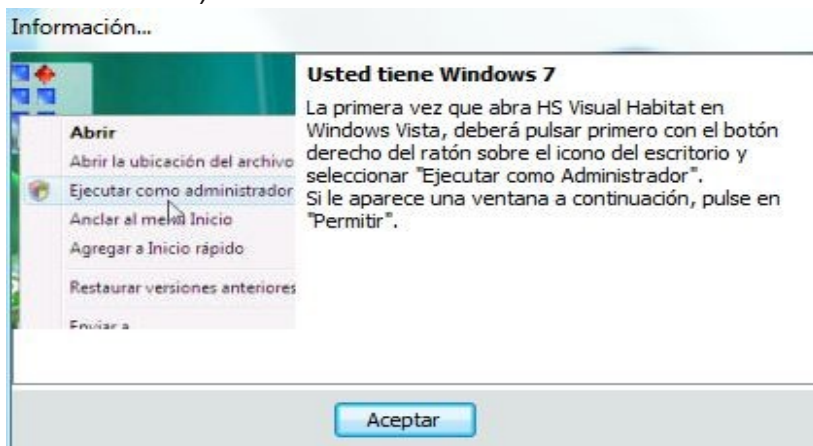 Información...
Abrir
Abrir la ubicación del archivo
Ejecutar como administrador
Anclar al menú Inicio
Agregar a Inicio rápido
Restaurar versiones anteriores
Enviar a
Usted tiene Windows 7
La primera vez que abra HS Visual Habitat en
Windows Vista, deberá pulsar primero con el botón
derecho del ratón sobre el icono del escritorio y
seleccionar "Ejecutar como Administrador".
Si le aparece una ventana a continuación, pulse en
"Permitir".
Aceptar